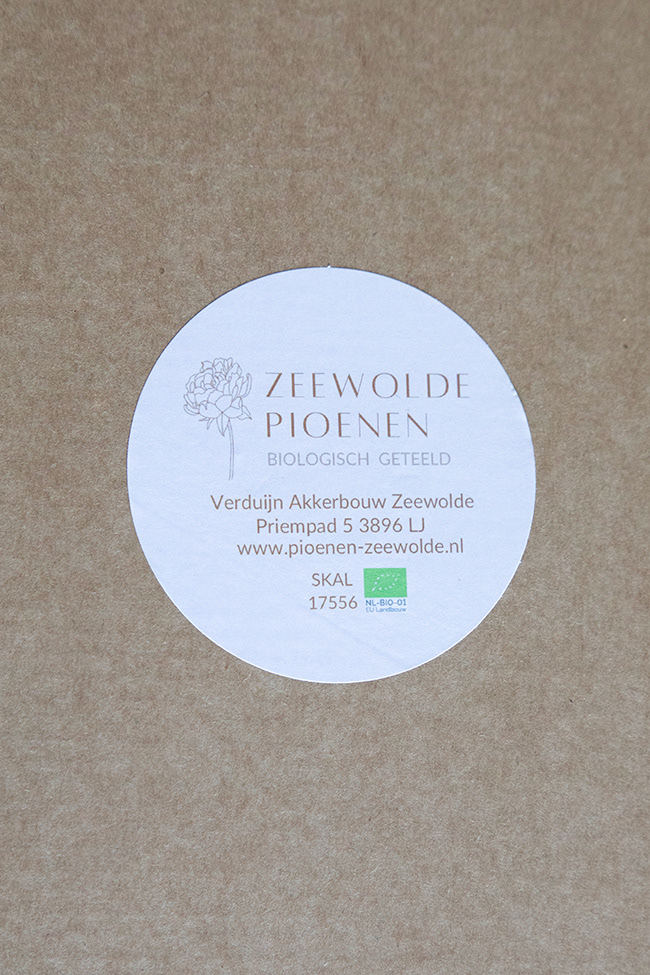 ZEEWOLDE
PIOENEN
BIOLOGISCH GETEELD
Verduijn Akkerbouw Zeewolde
Priempad 5 3896 LJ
www.pioenen-zeewolde.nl
SKAL
17556
NL-BIO-01
EU Landbouw